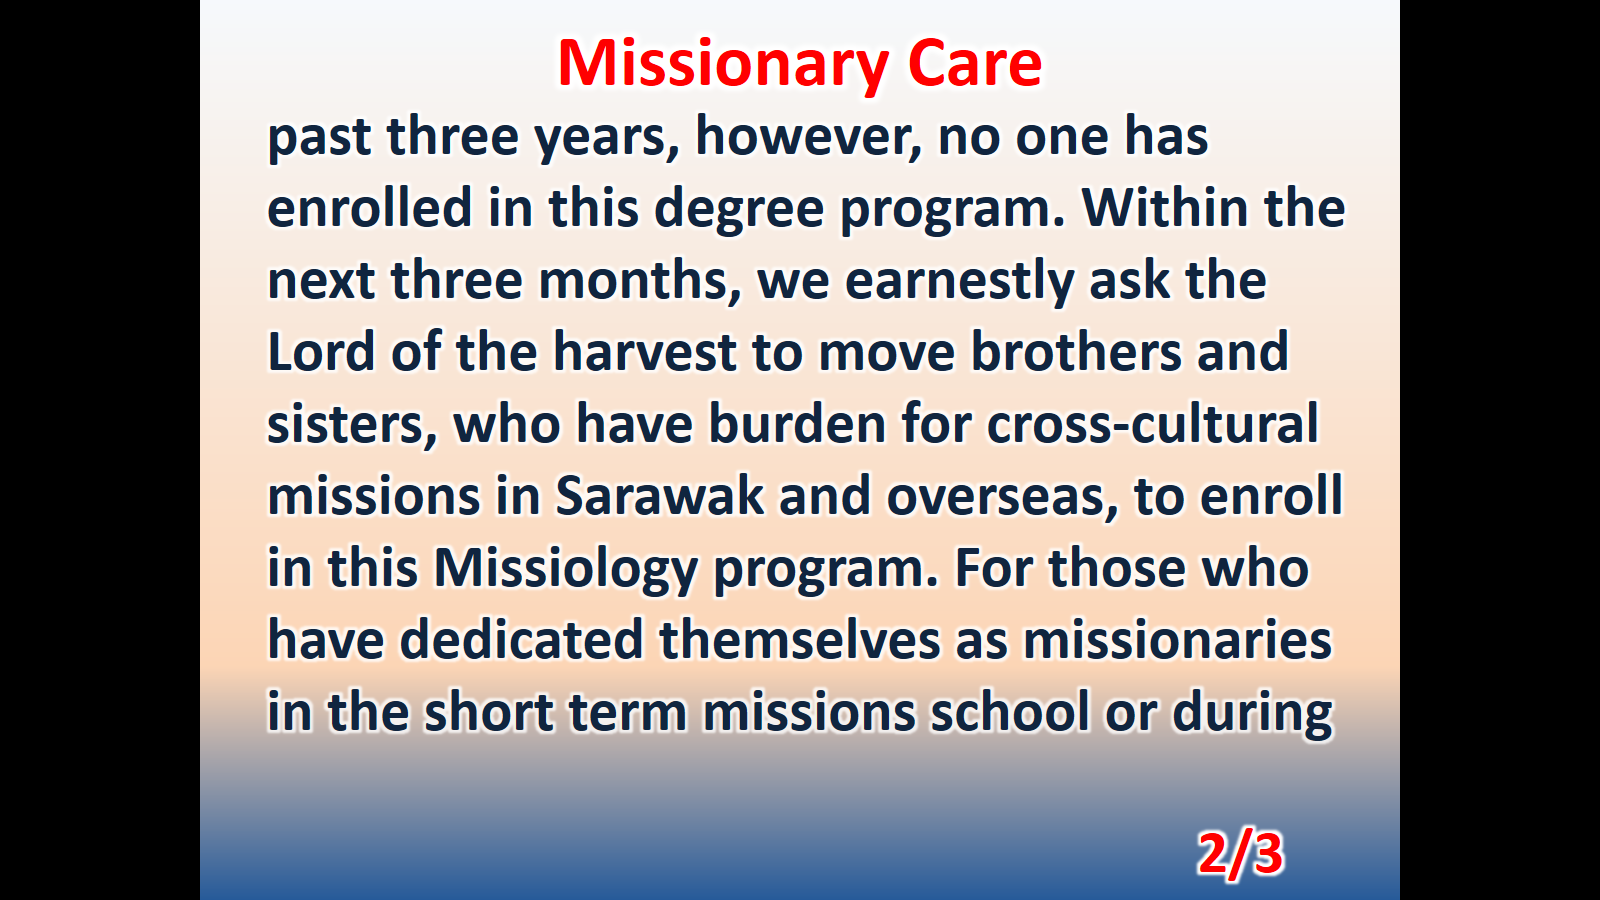 Missionary Care
past three years, however, no one has
enrolled in this degree program. Within the
next three months, we earnestly ask the
Lord of the harvest to move brothers and
sisters, who have burden for cross-cultural
missions in Sarawak and overseas, to enroll
in this Missiology program. For those who
have dedicated themselves as missionaries
in the short term missions school or during
2/3